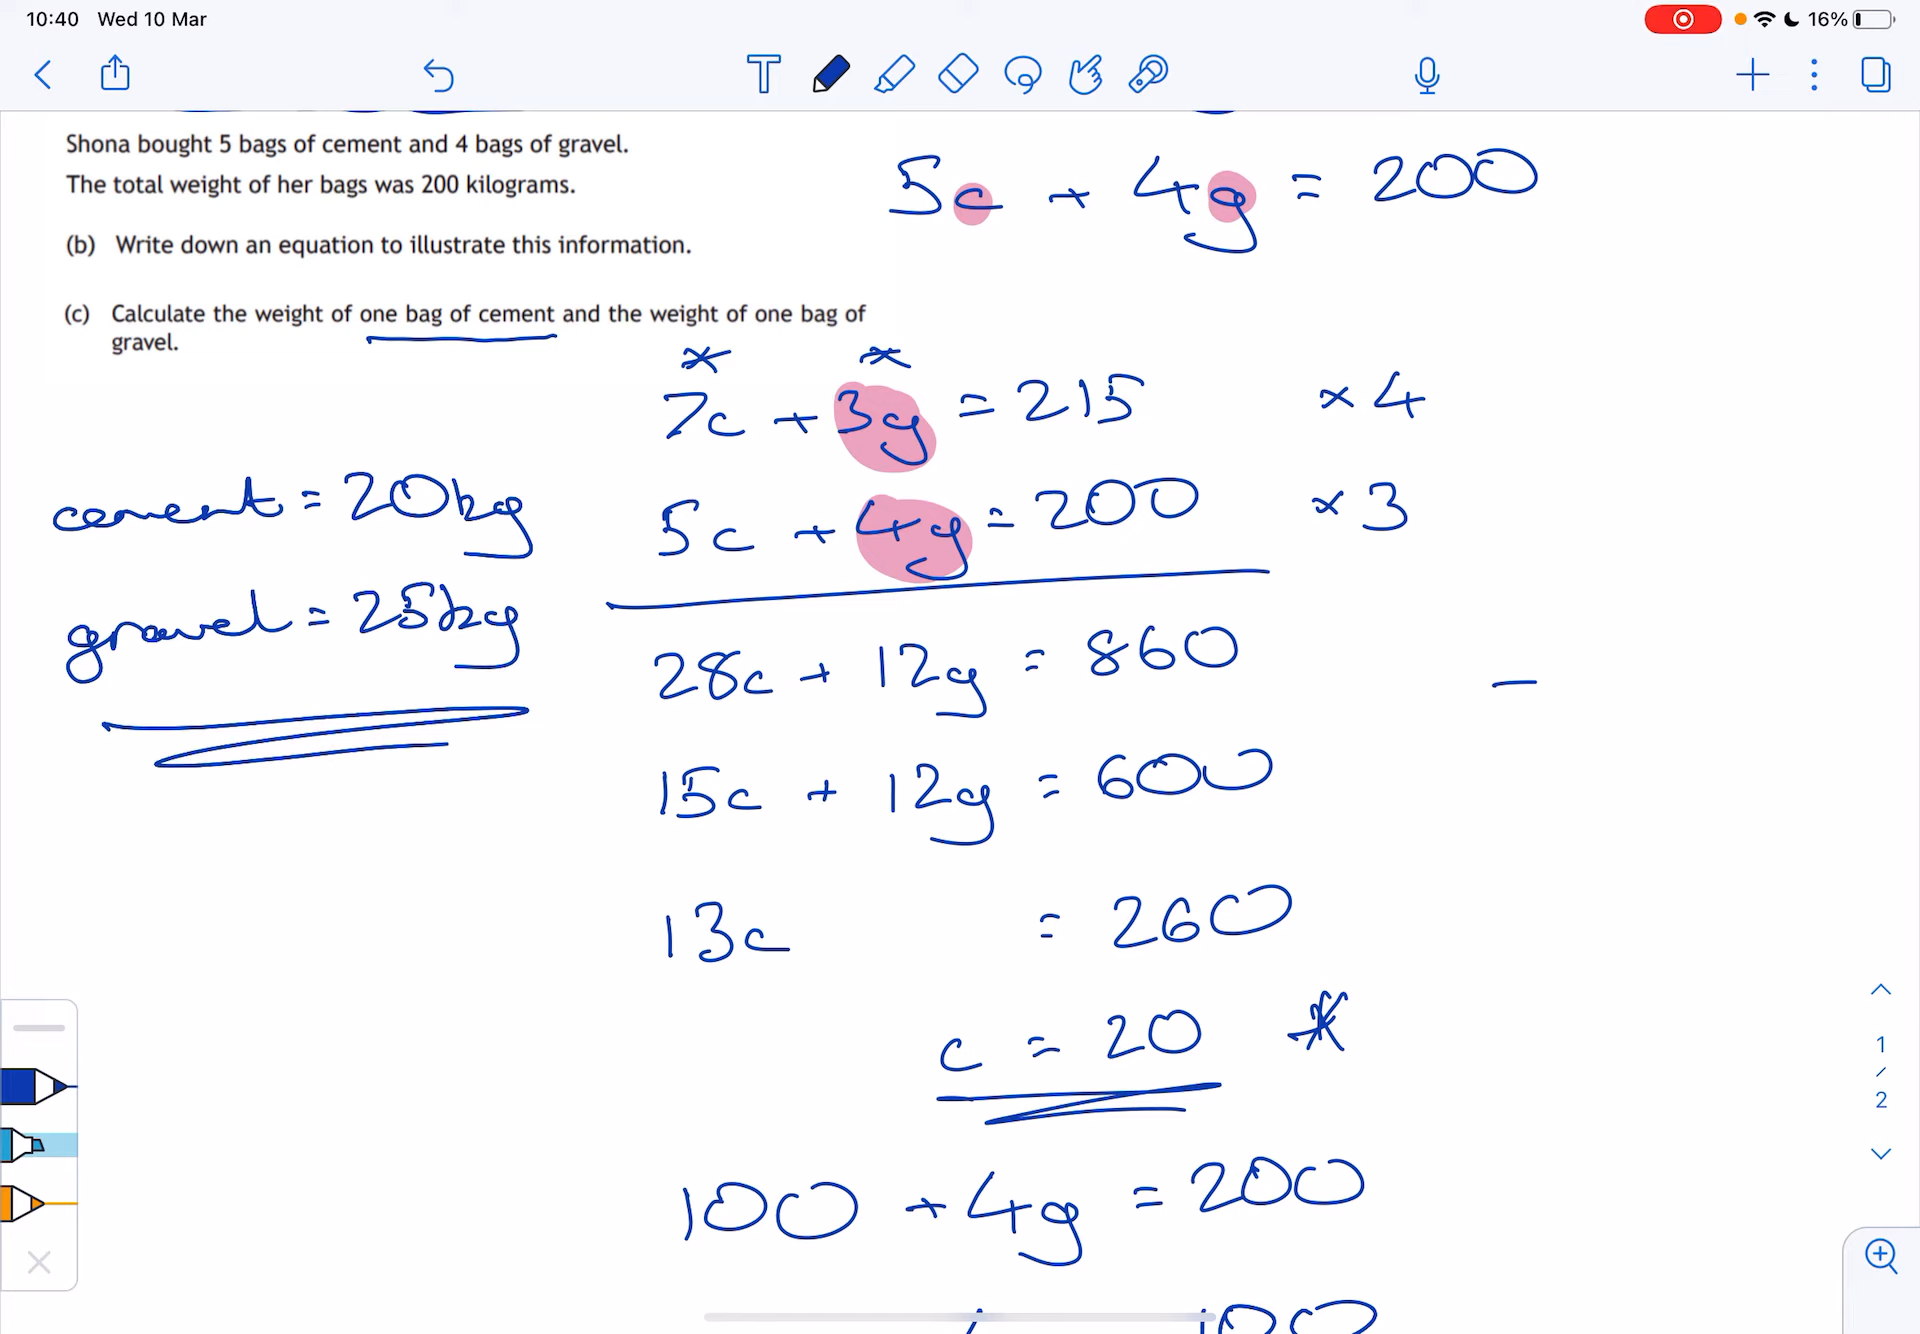 10:40 Wed 10 Mar
16%
T
Shona bought 5 bags of cement and 4 bags of gravel.
The total weight of her bags was 200 kilograms.
5c + 4g = 200
(b) Write down an equation to illustrate this information.
(c) Calculate the weight of one bag of cement and the weight of one bag of
gravel.
* *
7c + 3g = 215 × 4
5c + 4g = 200 × 3
cement = 20kg
gravel = 25kg
28c + 12g = 860 −
15c + 12g = 600
13c = 260
c = 20 *
100 + 4g = 200
1
/
2